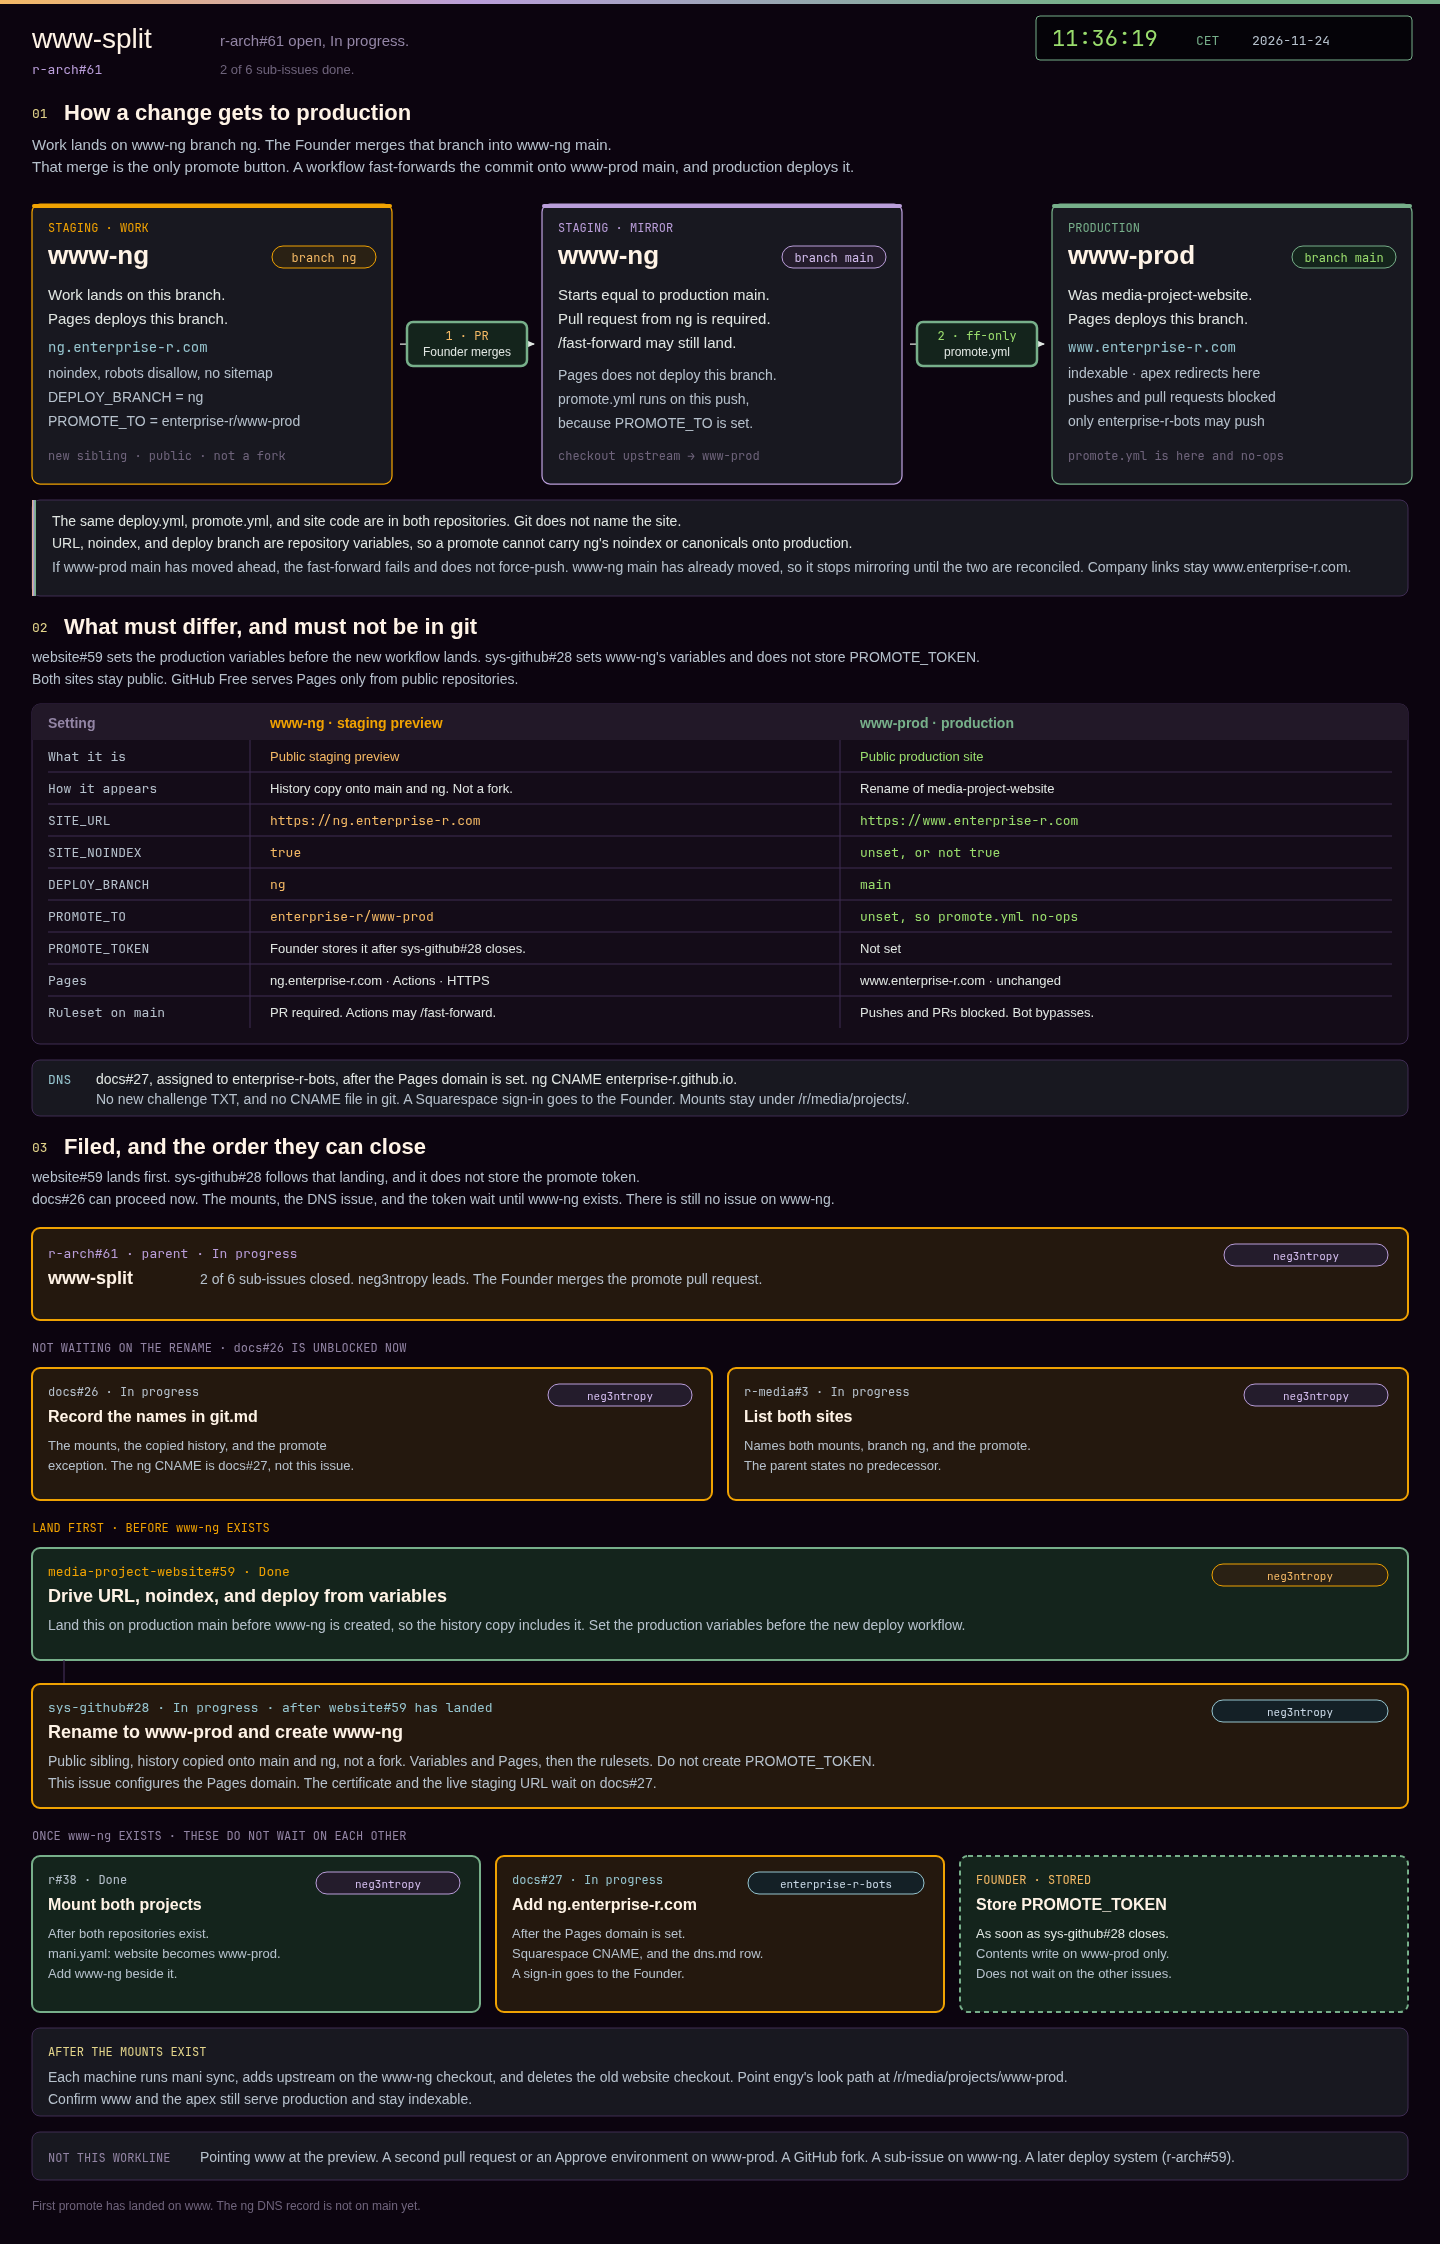 www-split
r-arch#61 open, In progress.
11:36:19 CET 2026-11-24
r-arch#61
2 of 6 sub-issues done.
01 How a change gets to production
Work lands on www-ng branch ng. The Founder merges that branch into www-ng main.
That merge is the only promote button. A workflow fast-forwards the commit onto www-prod main, and production deploys it.
STAGING · WORK
www-ng
branch ng
Work lands on this branch.
Pages deploys this branch.
ng.enterprise-r.com
noindex, robots disallow, no sitemap
DEPLOY_BRANCH = ng
PROMOTE_TO = enterprise-r/www-prod
new sibling · public · not a fork
1 · PR
Founder merges
STAGING · MIRROR
www-ng
branch main
Starts equal to production main.
Pull request from ng is required.
/fast-forward may still land.
Pages does not deploy this branch.
promote.yml runs on this push,
because PROMOTE_TO is set.
checkout upstream → www-prod
2 · ff-only
promote.yml
PRODUCTION
www-prod
branch main
Was media-project-website.
Pages deploys this branch.
www.enterprise-r.com
indexable · apex redirects here
pushes and pull requests blocked
only enterprise-r-bots may push
promote.yml is here and no-ops
The same deploy.yml, promote.yml, and site code are in both repositories. Git does not name the site.
URL, noindex, and deploy branch are repository variables, so a promote cannot carry ng's noindex or canonicals onto production.
If www-prod main has moved ahead, the fast-forward fails and does not force-push. www-ng main has already moved, so it stops mirroring until the two are reconciled. Company links stay www.enterprise-r.com.
02 What must differ, and must not be in git
website#59 sets the production variables before the new workflow lands. sys-github#28 sets www-ng's variables and does not store PROMOTE_TOKEN.
Both sites stay public. GitHub Free serves Pages only from public repositories.
Setting www-ng · staging preview www-prod · production
What it is Public staging preview Public production site
How it appears History copy onto main and ng. Not a fork. Rename of media-project-website
SITE_URL https://ng.enterprise-r.com https://www.enterprise-r.com
SITE_NOINDEX true unset, or not true
DEPLOY_BRANCH ng main
PROMOTE_TO enterprise-r/www-prod unset, so promote.yml no-ops
PROMOTE_TOKEN Founder stores it after sys-github#28 closes. Not set
Pages ng.enterprise-r.com · Actions · HTTPS www.enterprise-r.com · unchanged
Ruleset on main PR required. Actions may /fast-forward. Pushes and PRs blocked. Bot bypasses.
DNS docs#27, assigned to enterprise-r-bots, after the Pages domain is set. ng CNAME enterprise-r.github.io.
No new challenge TXT, and no CNAME file in git. A Squarespace sign-in goes to the Founder. Mounts stay under /r/media/projects/.
03 Filed, and the order they can close
website#59 lands first. sys-github#28 follows that landing, and it does not store the promote token.
docs#26 can proceed now. The mounts, the DNS issue, and the token wait until www-ng exists. There is still no issue on www-ng.
r-arch#61 · parent · In progress
neg3ntropy
www-split 2 of 6 sub-issues closed. neg3ntropy leads. The Founder merges the promote pull request.
NOT WAITING ON THE RENAME · docs#26 IS UNBLOCKED NOW
docs#26 · In progress
neg3ntropy
Record the names in git.md
The mounts, the copied history, and the promote
exception. The ng CNAME is docs#27, not this issue.
r-media#3 · In progress
neg3ntropy
List both sites
Names both mounts, branch ng, and the promote.
The parent states no predecessor.
LAND FIRST · BEFORE www-ng EXISTS
media-project-website#59 · Done
neg3ntropy
Drive URL, noindex, and deploy from variables
Land this on production main before www-ng is created, so the history copy includes it. Set the production variables before the new deploy workflow.
sys-github#28 · In progress · after website#59 has landed
neg3ntropy
Rename to www-prod and create www-ng
Public sibling, history copied onto main and ng, not a fork. Variables and Pages, then the rulesets. Do not create PROMOTE_TOKEN.
This issue configures the Pages domain. The certificate and the live staging URL wait on docs#27.
ONCE www-ng EXISTS · THESE DO NOT WAIT ON EACH OTHER
r#38 · Done
neg3ntropy
Mount both projects
After both repositories exist.
mani.yaml: website becomes www-prod.
Add www-ng beside it.
docs#27 · In progress
enterprise-r-bots
Add ng.enterprise-r.com
After the Pages domain is set.
Squarespace CNAME, and the dns.md row.
A sign-in goes to the Founder.
FOUNDER · STORED
Store PROMOTE_TOKEN
As soon as sys-github#28 closes.
Contents write on www-prod only.
Does not wait on the other issues.
AFTER THE MOUNTS EXIST
Each machine runs mani sync, adds upstream on the www-ng checkout, and deletes the old website checkout. Point engy's look path at /r/media/projects/www-prod.
Confirm www and the apex still serve production and stay indexable.
NOT THIS WORKLINE Pointing www at the preview. A second pull request or an Approve environment on www-prod. A GitHub fork. A sub-issue on www-ng. A later deploy system (r-arch#59).
First promote has landed on www. The ng DNS record is not on main yet.